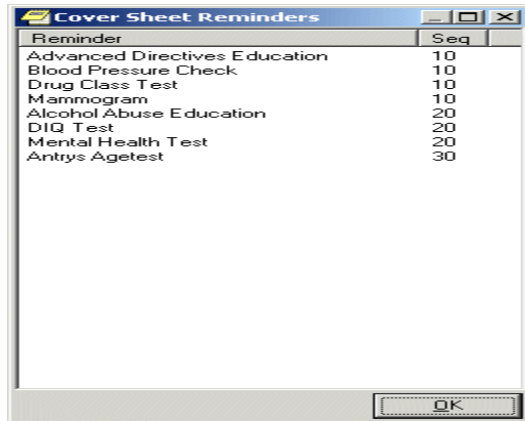 Cover Sheet Reminders
Reminder Seq
Advanced Directives Education 10
Blood Pressure Check 10
Drug Class Test 10
Mammogram 10
Alcohol Abuse Education 20
DIQ Test 20
Mental Health Test 20
Antrys Agetest 30
OK